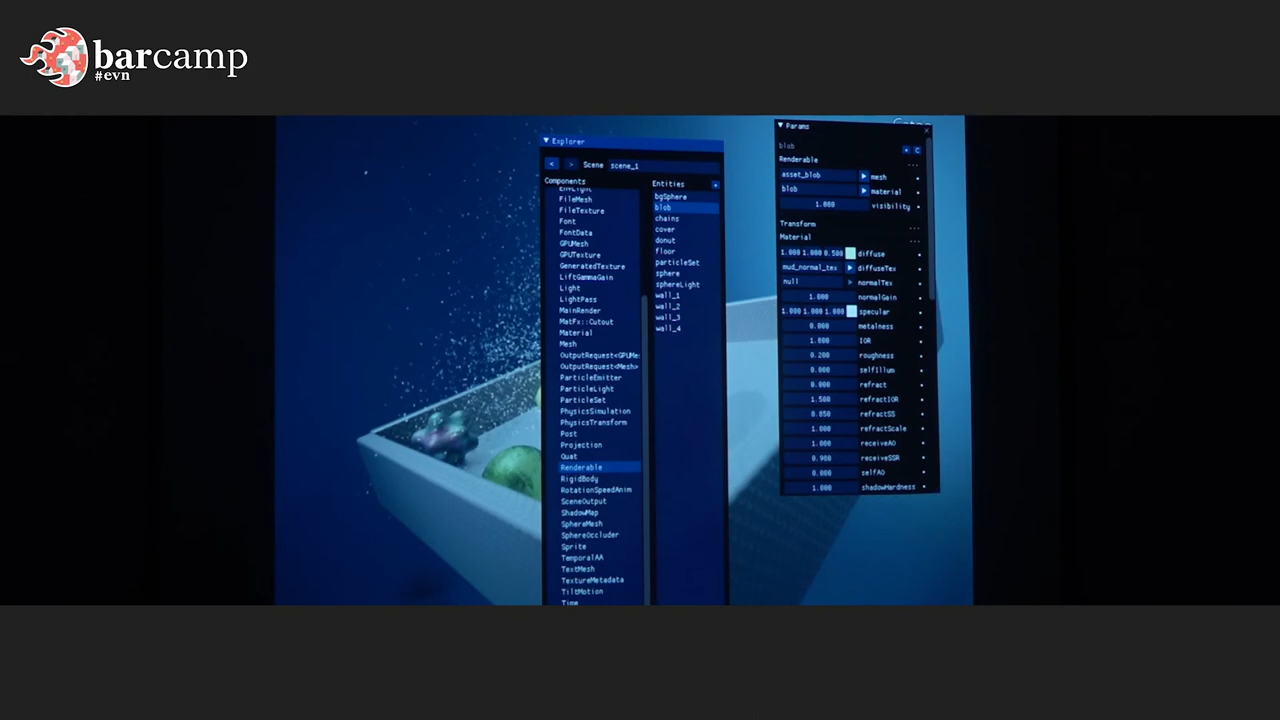 barcamp
#evn
Explorer
< > Scene scene_1
Components
EnvLight
FileMesh
FileTexture
Font
FontData
GPUMesh
GPUTexture
GeneratedTexture
LiftGammaGain
Light
LightPass
MainRender
MatFx::Cutout
Material
Mesh
OutputRequest<GPUMe
OutputRequest<Mesh>
ParticleEmitter
ParticleLight
ParticleSet
PhysicsSimulation
PhysicsTransform
Post
Projection
Quat
Renderable
RigidBody
RotationSpeedAnim
SceneOutput
ShadowMap
SphereMesh
SphereOccluder
Sprite
TemporalAA
TextMesh
TextureMetadata
TiltMotion
Time
Entities
bgSphere
blob
chains
cover
donut
floor
particleSet
sphere
sphereLight
wall_1
wall_2
wall_3
wall_4
Params
blob
Renderable
asset_blob mesh
blob material
1.000 visibility
Transform
Material
1.000 1.000 0.500 diffuse
mud_normal_tex diffuseTex
null normalTex
1.000 normalGain
1.000 1.000 1.000 specular
0.000 metalness
1.800 IOR
0.200 roughness
0.000 selfIllum
0.000 refract
1.500 refractIOR
0.850 refractSS
1.000 refractScale
1.000 receiveAO
0.900 receiveSSR
0.000 selfAO
1.000 shadowHardness